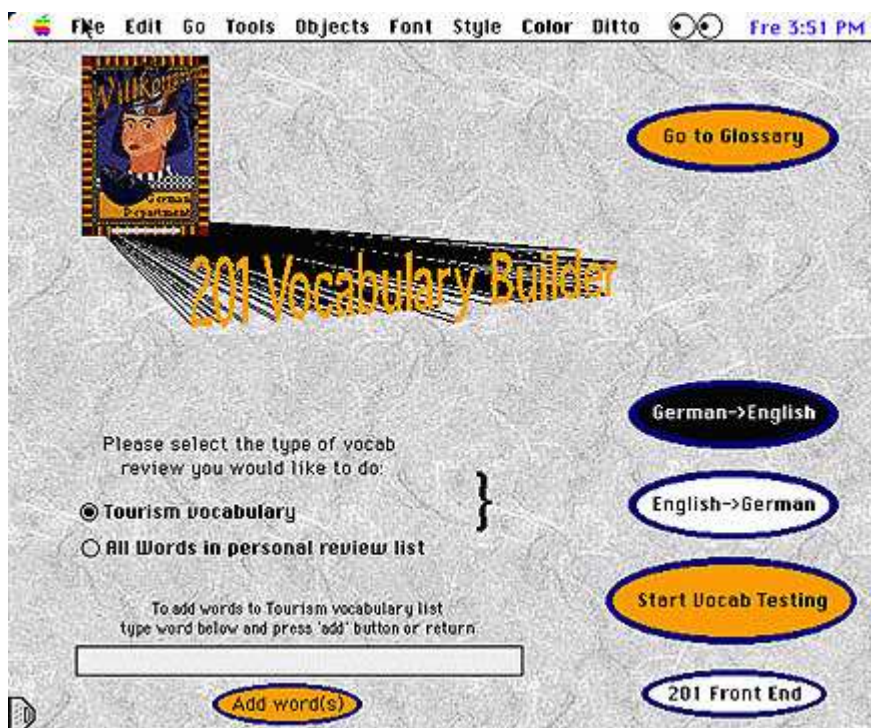 File Edit Go Tools Objects Font Style Color Ditto Fre 3:51 PM
Willkommen
German
Department
Go to Glossary
201 Vocabulary Builder
German->English
Please select the type of vocab
review you would like to do:
}
English->German
Tourism vocabulary
All Words in personal review list
Start Vocab Testing
To add words to Tourism vocabulary list
type word below and press 'add' button or return
201 Front End
Add word(s)